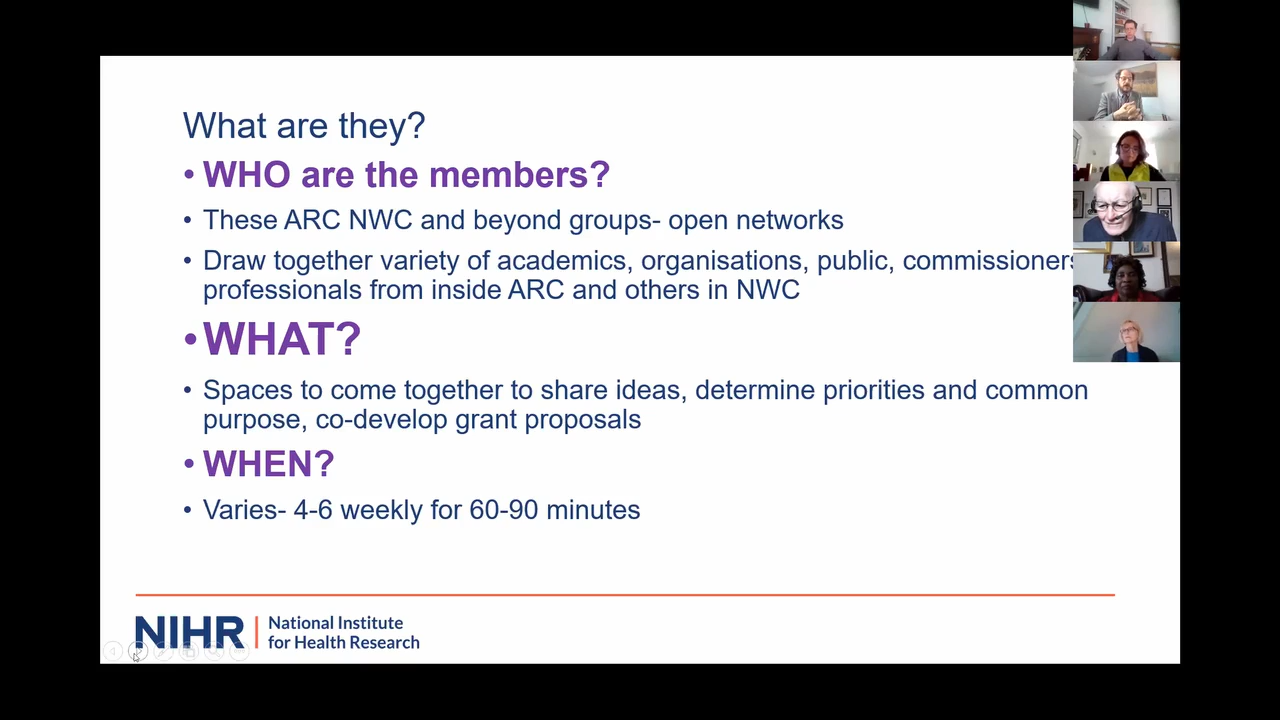 What are they?
• WHO are the members?
• These ARC NWC and beyond groups- open networks
• Draw together variety of academics, organisations, public, commissioners
professionals from inside ARC and others in NWC
• WHAT?
• Spaces to come together to share ideas, determine priorities and common
purpose, co-develop grant proposals
• WHEN?
• Varies- 4-6 weekly for 60-90 minutes
NIHR | National Institute
for Health Research